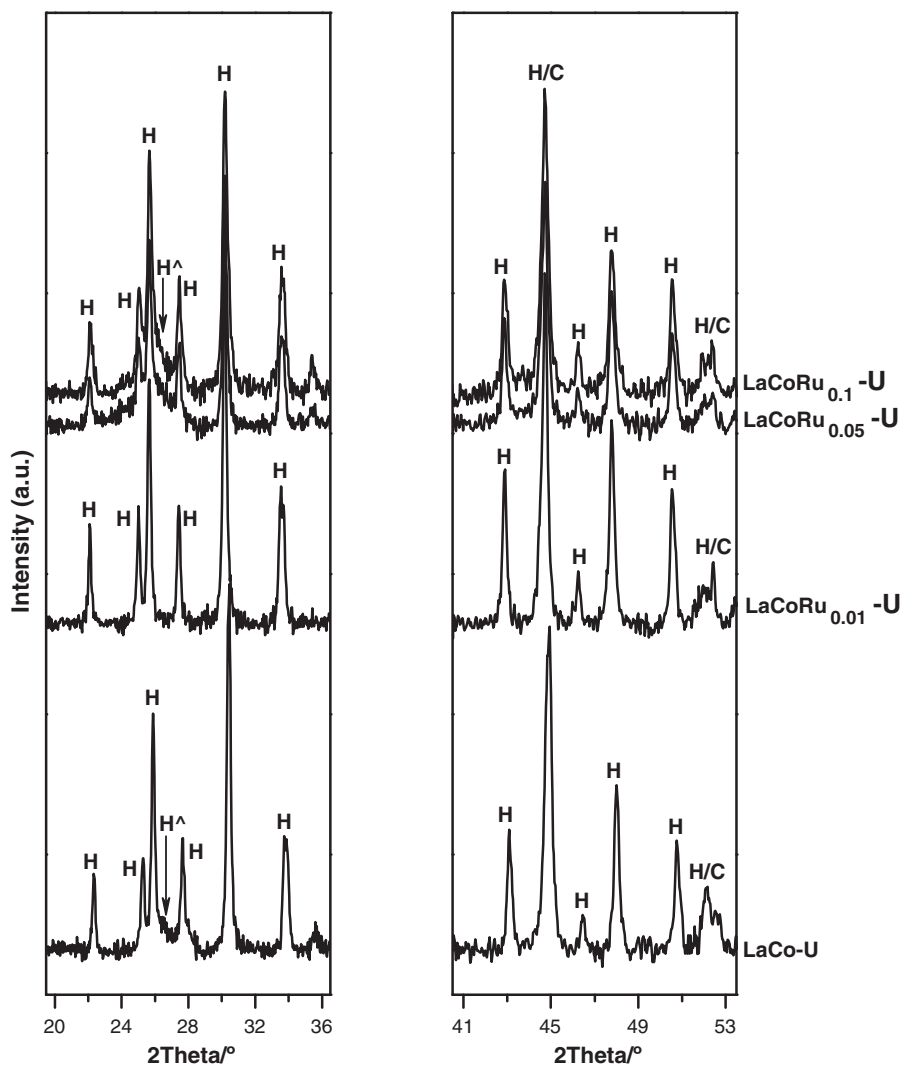 H
H/C
H
H ^
H
H
H
H
H
H
H
H
H
H/C
LaCoRu0.1-U
LaCoRu0.05-U
H
H
H
H
H
H
H
H
H/C
LaCoRu0.01-U
H
H ^
H
H
H
H
H
H
H
H
H/C
LaCo-U
Intensity (a.u.)
20 24 28 32 36
41 45 49 53
2Theta/º
2Theta/º